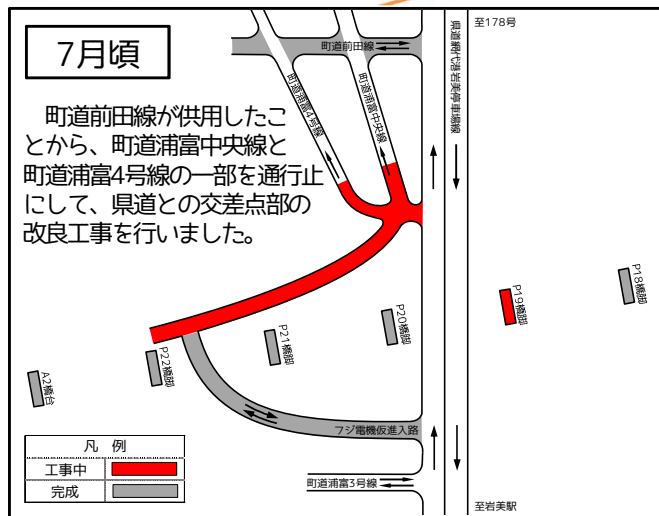 7月頃
町道前田線が供用したこ
とから、町道浦富中央線と
町道浦富4号線の一部を通行止
にして、県道との交差点部の
改良工事を行いました。
町道前田線
町道浦富4号線
町道浦富中央線
県道網代港岩美停車場線
至178号
P18橋脚
P19橋脚
P20橋脚
P21橋脚
P22橋脚
A2橋台
フジ電機仮進入路
町道浦富3号線
至岩美駅
凡 例
工事中
完成